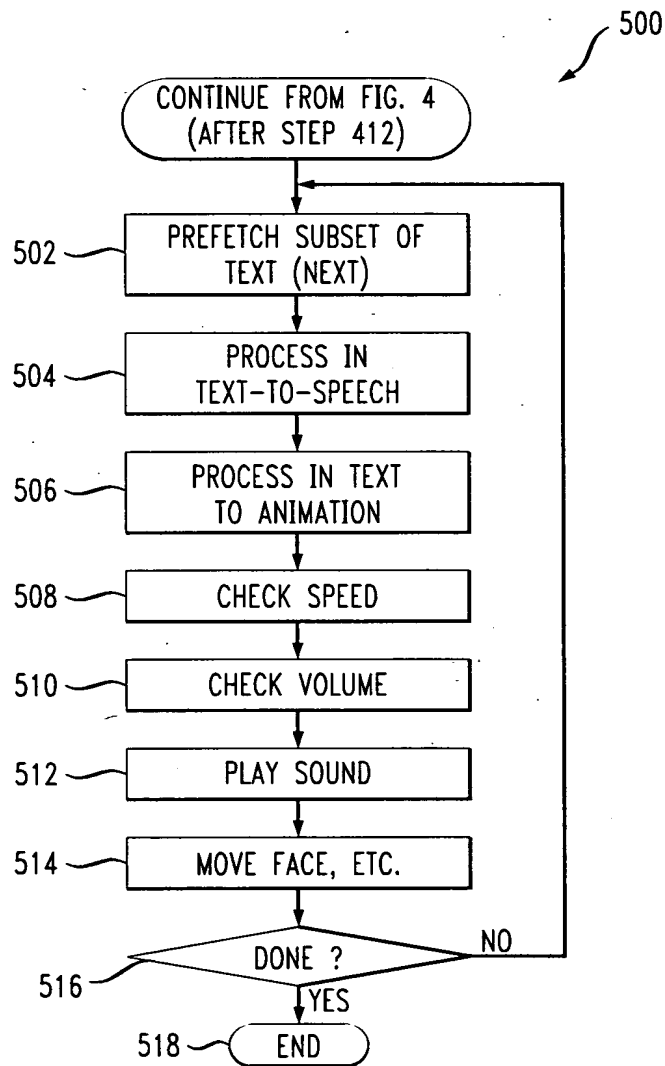 500
CONTINUE FROM FIG. 4
(AFTER STEP 412)
502
PREFETCH SUBSET OF
TEXT (NEXT)
504
PROCESS IN
TEXT-TO-SPEECH
506
PROCESS IN TEXT
TO ANIMATION
508
CHECK SPEED
510
CHECK VOLUME
512
PLAY SOUND
514
MOVE FACE, ETC.
516
DONE ?
NO
YES
518
END